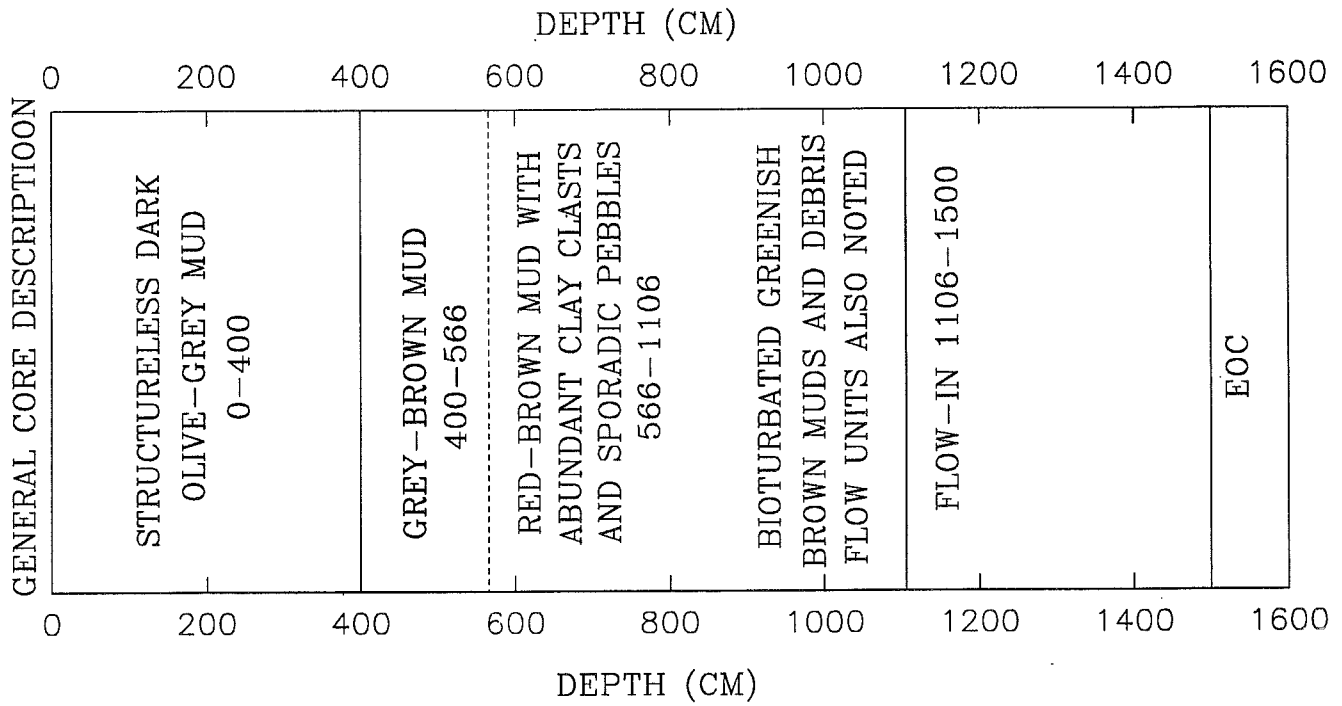 DEPTH (CM)
0 200 400 600 800 1000 1200 1400 1600
GENERAL CORE DESCRIPTIOON
STRUCTURELESS DARK
OLIVE-GREY MUD
0-400
GREY-BROWN MUD
400-566
RED-BROWN MUD WITH
ABUNDANT CLAY CLASTS
AND SPORADIC PEBBLES
566-1106
BIOTURBATED GREENISH
BROWN MUDS AND DEBRIS
FLOW UNITS ALSO NOTED
FLOW-IN 1106-1500
EOC
0 200 400 600 800 1000 1200 1400 1600
DEPTH (CM)